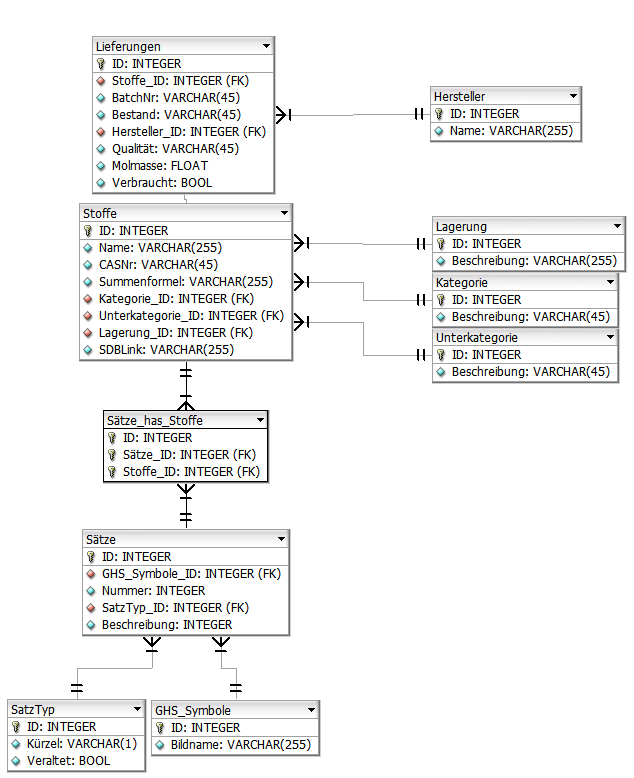 Lieferungen
ID: INTEGER
Stoffe_ID: INTEGER (FK)
BatchNr: VARCHAR(45)
Bestand: VARCHAR(45)
Hersteller_ID: INTEGER (FK)
Qualität: VARCHAR(45)
Molmasse: FLOAT
Verbraucht: BOOL
Hersteller
ID: INTEGER
Name: VARCHAR(255)
Stoffe
ID: INTEGER
Name: VARCHAR(255)
CASNr: VARCHAR(45)
Summenformel: VARCHAR(255)
Kategorie_ID: INTEGER (FK)
Unterkategorie_ID: INTEGER (FK)
Lagerung_ID: INTEGER (FK)
SDBLink: VARCHAR(255)
Lagerung
ID: INTEGER
Beschreibung: VARCHAR(255)
Kategorie
ID: INTEGER
Beschreibung: VARCHAR(45)
Unterkategorie
ID: INTEGER
Beschreibung: VARCHAR(45)
Sätze_has_Stoffe
ID: INTEGER
Sätze_ID: INTEGER (FK)
Stoffe_ID: INTEGER (FK)
Sätze
ID: INTEGER
GHS_Symbole_ID: INTEGER (FK)
Nummer: INTEGER
SatzTyp_ID: INTEGER (FK)
Beschreibung: INTEGER
SatzTyp
ID: INTEGER
Kürzel: VARCHAR(1)
Veraltet: BOOL
GHS_Symbole
ID: INTEGER
Bildname: VARCHAR(255)